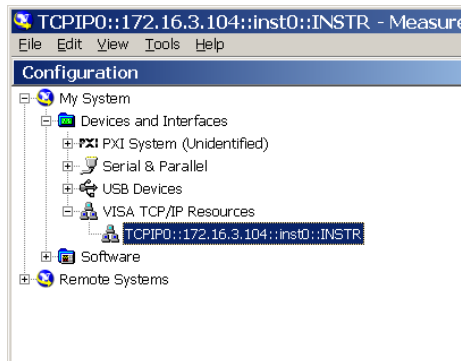 TCPIP0::172.16.3.104::inst0::INSTR - Measure
File Edit View Tools Help
Configuration
My System
Devices and Interfaces
PXI PXI System (Unidentified)
Serial & Parallel
USB Devices
VISA TCP/IP Resources
TCPIP0::172.16.3.104::inst0::INSTR
Software
Remote Systems